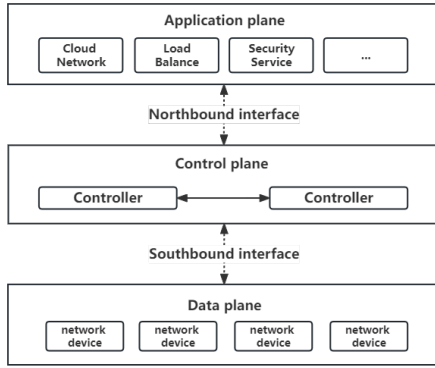 Application plane
Cloud
Network
Load
Balance
Security
Service
...
Northbound interface
Control plane
Controller
Controller
Southbound interface
Data plane
network
device
network
device
network
device
network
device